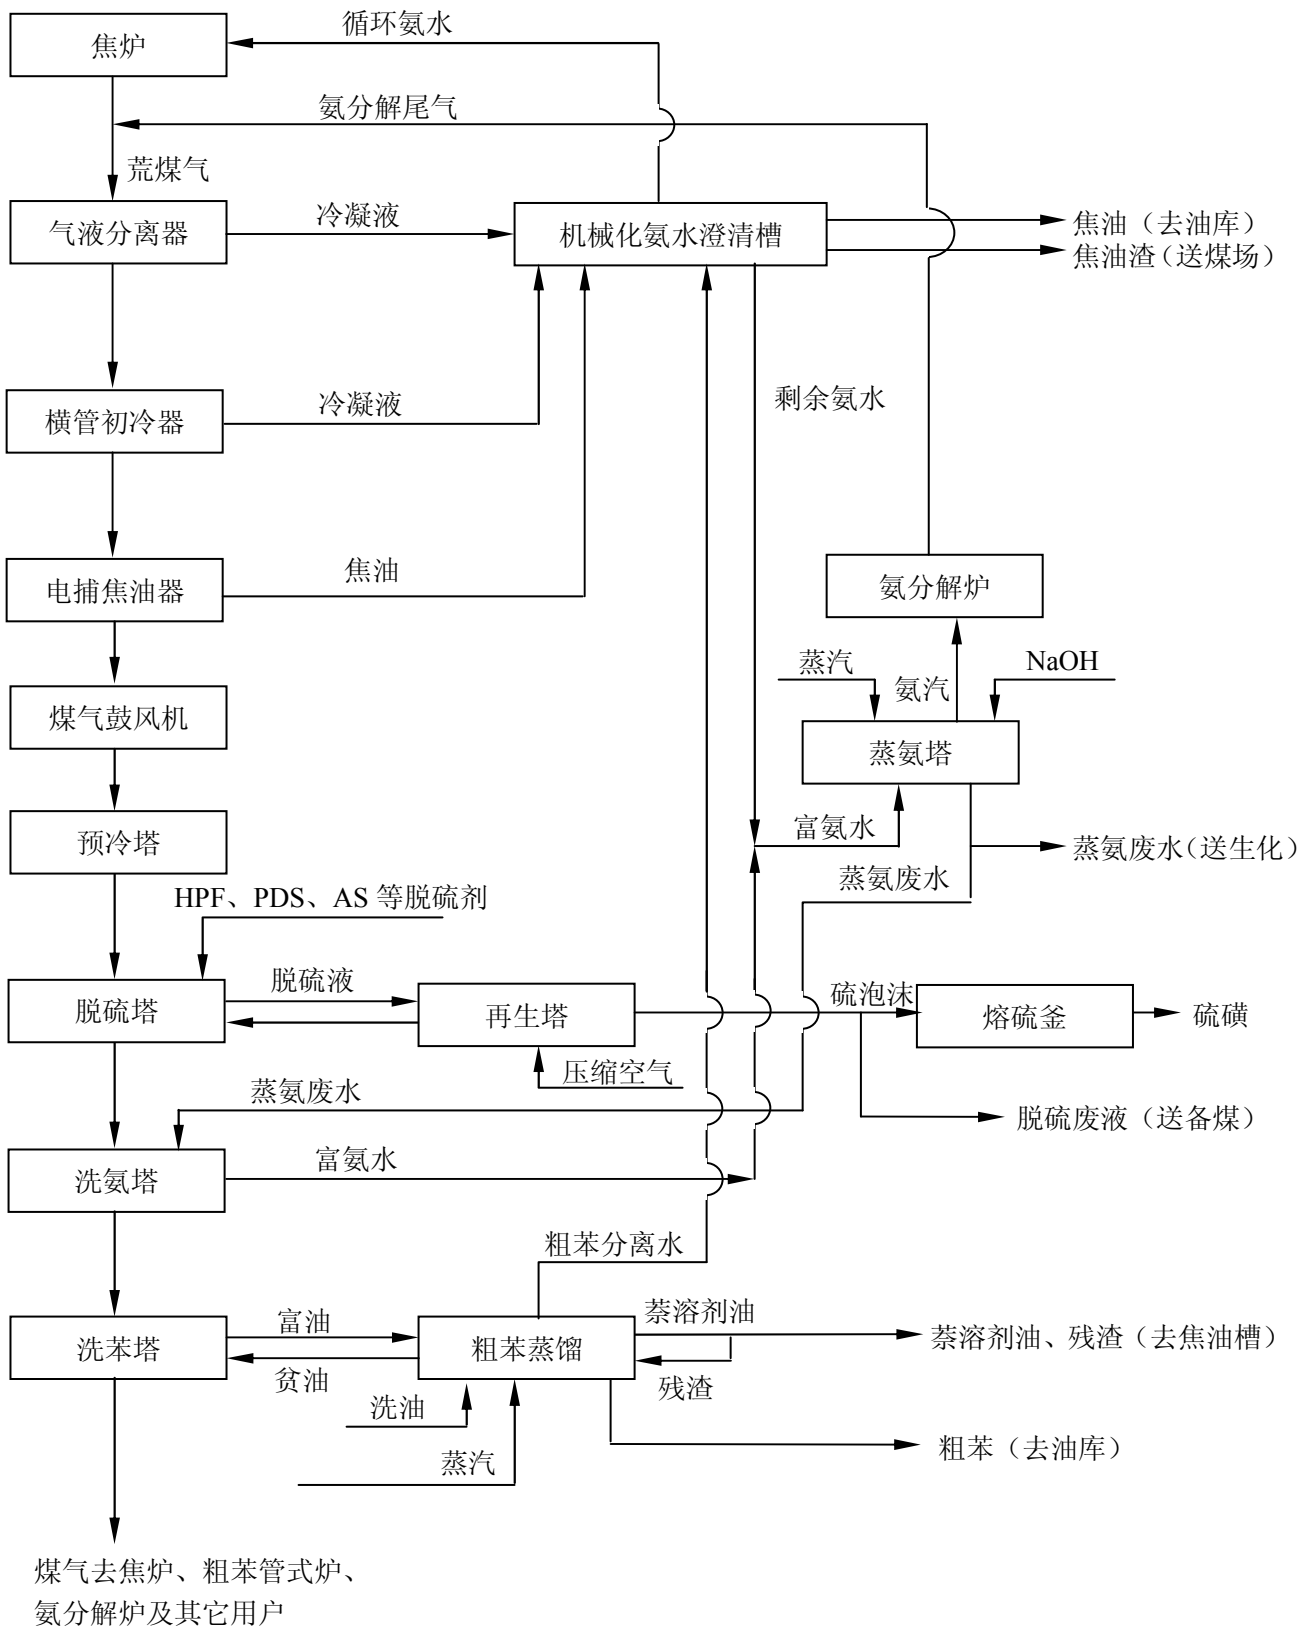 循环氨水
焦炉
氨分解尾气
荒煤气
气液分离器
冷凝液
机械化氨水澄清槽
焦油（去油库）
焦油渣（送煤场）
横管初冷器
冷凝液
剩余氨水
电捕焦油器
焦油
氨分解炉
蒸汽
氨汽
NaOH
煤气鼓风机
蒸氨塔
预冷塔
富氨水
蒸氨废水（送生化）
蒸氨废水
HPF、PDS、AS 等脱硫剂
脱硫塔
脱硫液
再生塔
硫泡沫
熔硫釜
硫磺
压缩空气
蒸氨废水
脱硫废液（送备煤）
洗氨塔
富氨水
粗苯分离水
洗苯塔
富油
贫油
粗苯蒸馏
萘溶剂油
萘溶剂油、残渣（去焦油槽）
残渣
洗油
粗苯（去油库）
蒸汽
煤气去焦炉、粗苯管式炉、
氨分解炉及其它用户